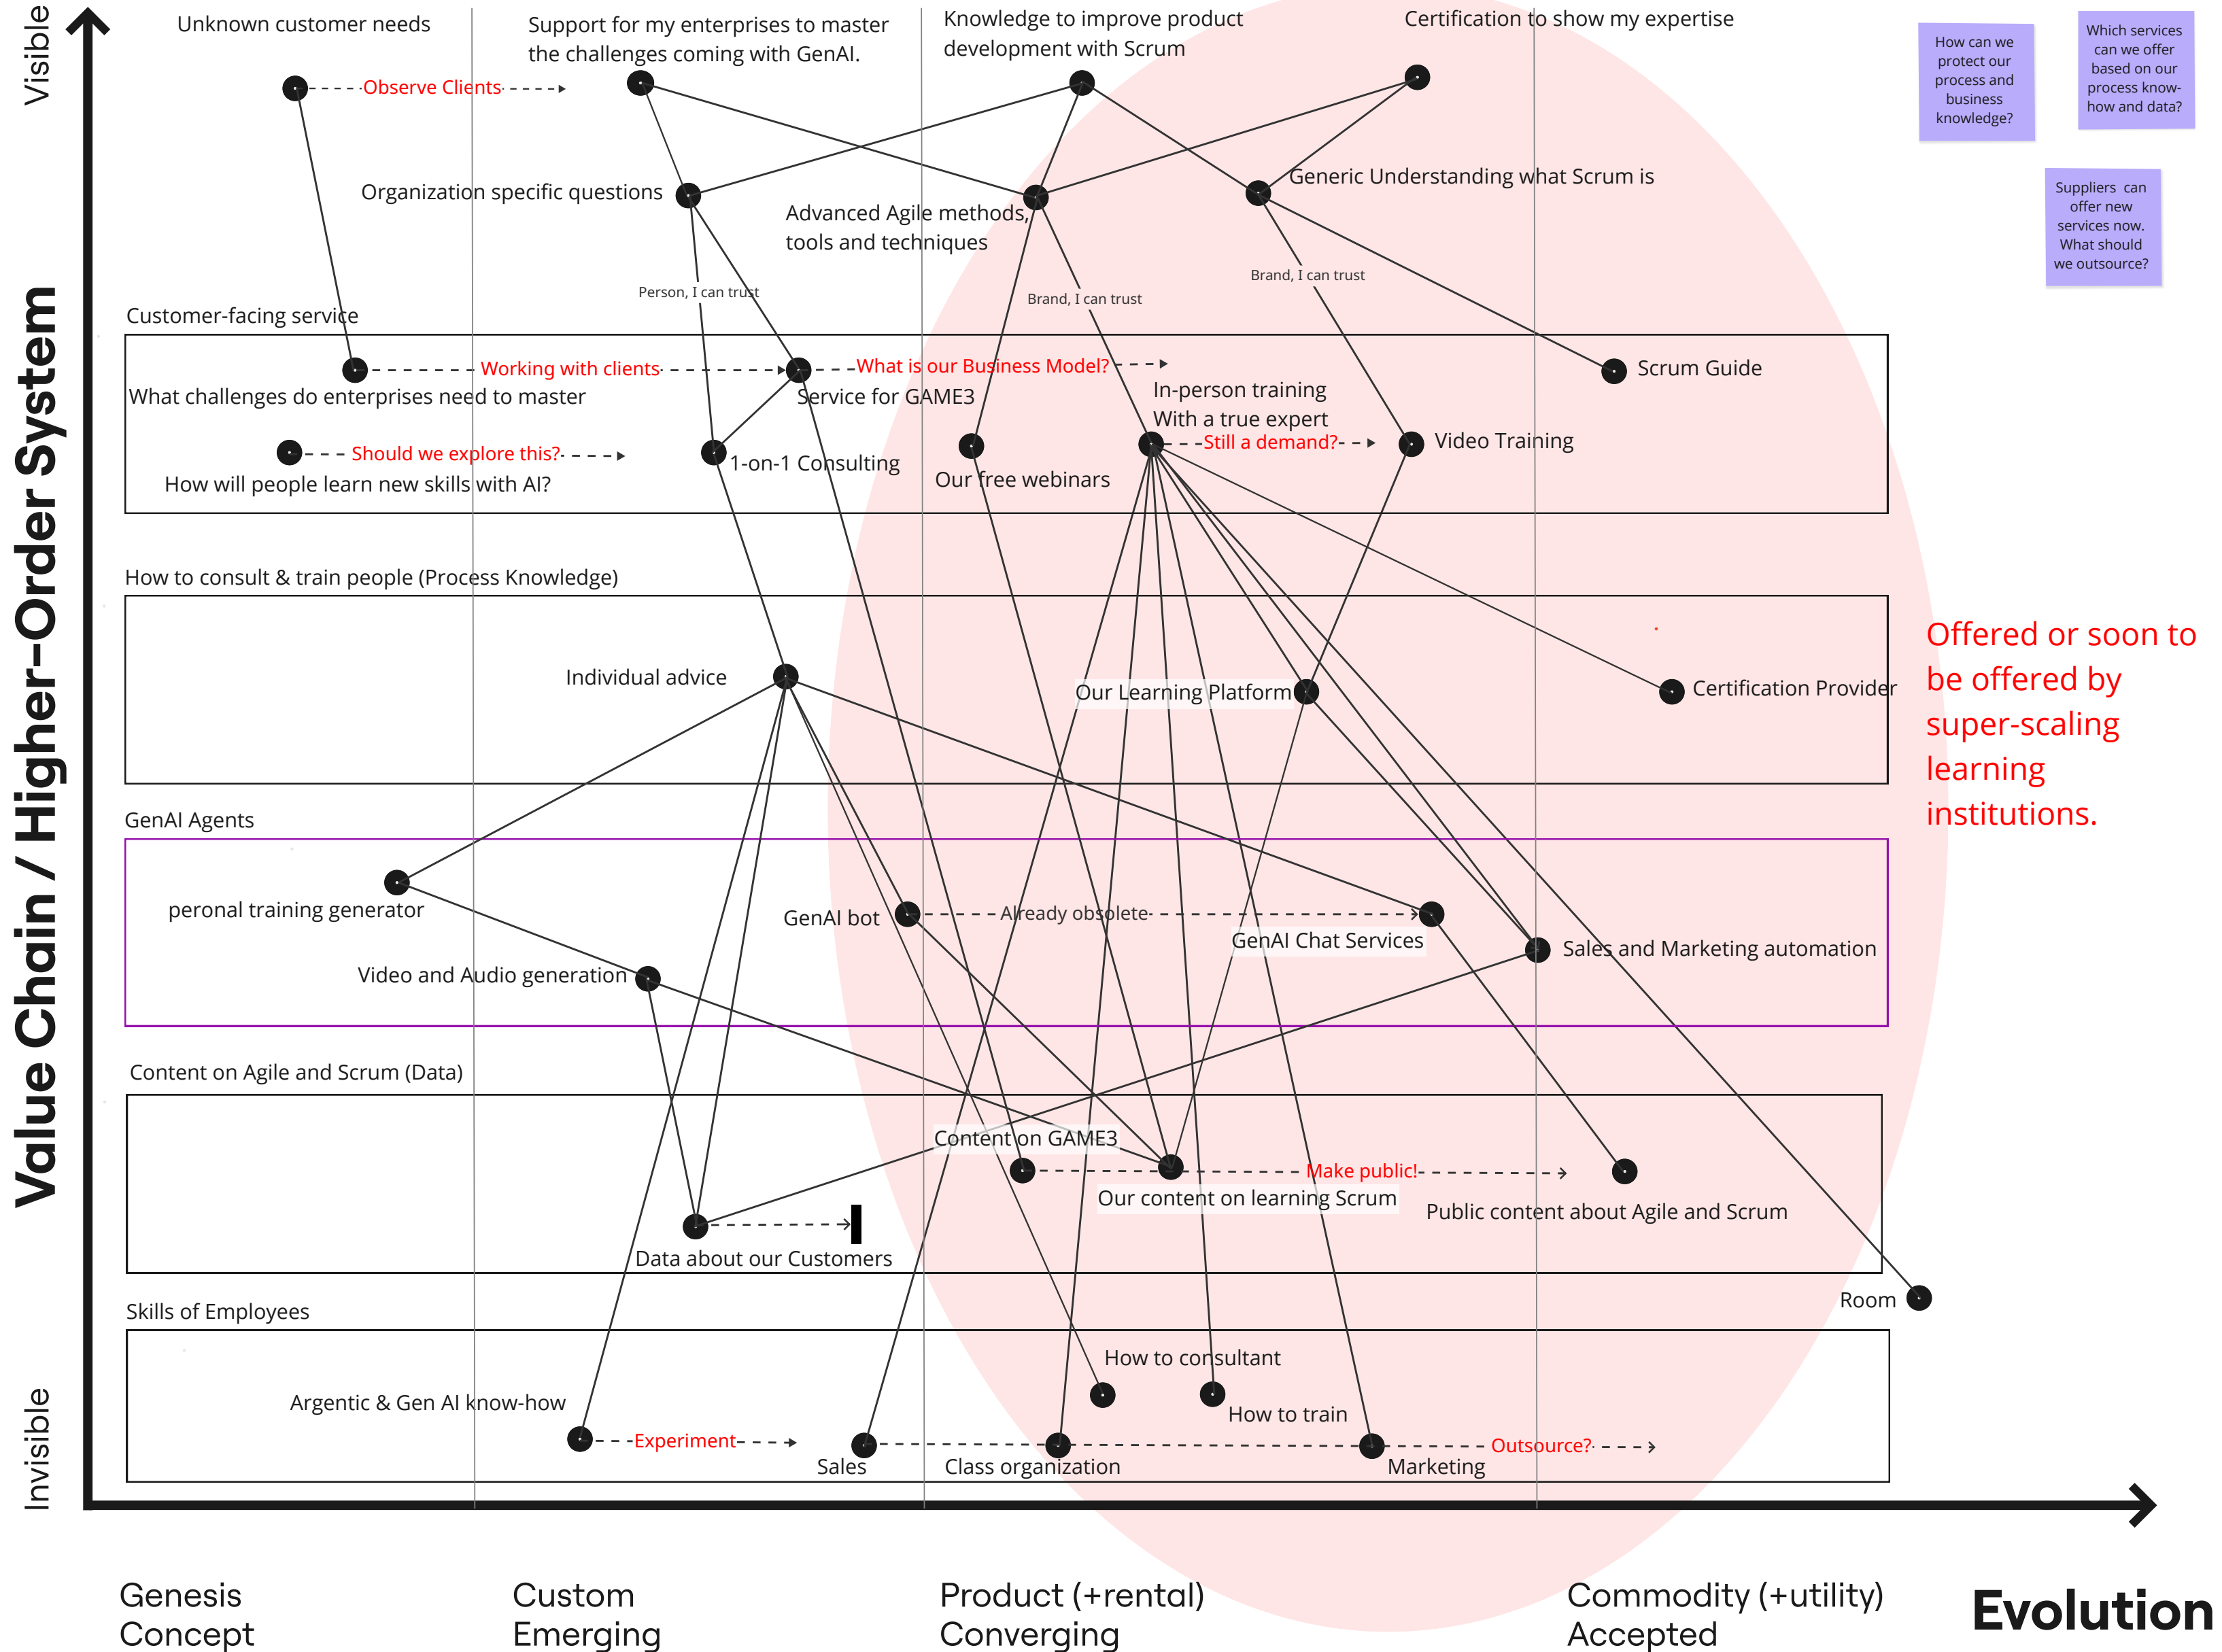 Visible
Unknown customer needs
Support for my enterprises to master
the challenges coming with GenAI.
Knowledge to improve product
development with Scrum
Certification to show my expertise
How can we
protect our
process and
business
knowledge?
Which services
can we offer
based on our
process know-
how and data?
Suppliers can
offer new
services now.
What should
we outsource?
Observe Clients
Organization specific questions
Advanced Agile methods,
tools and techniques
Generic Understanding what Scrum is
Person, I can trust
Brand, I can trust
Brand, I can trust
Value Chain / Higher-Order System
Customer-facing service
Working with clients
What is our Business Model?
Scrum Guide
What challenges do enterprises need to master
Service for GAME3
In-person training
With a true expert
Should we explore this?
Still a demand?
Video Training
How will people learn new skills with AI?
1-on-1 Consulting
Our free webinars
How to consult & train people (Process Knowledge)
Individual advice
Our Learning Platform
Certification Provider
Offered or soon to
be offered by
super-scaling
learning
institutions.
GenAI Agents
peronal training generator
GenAI bot
Already obsolete
GenAI Chat Services
Sales and Marketing automation
Video and Audio generation
Content on Agile and Scrum (Data)
Content on GAME3
Make public!
Our content on learning Scrum
Public content about Agile and Scrum
Data about our Customers
Room
Skills of Employees
How to consultant
Argentic & Gen AI know-how
How to train
Experiment
Outsource?
Sales
Class organization
Marketing
Invisible
Genesis
Concept
Custom
Emerging
Product (+rental)
Converging
Commodity (+utility)
Accepted
Evolution